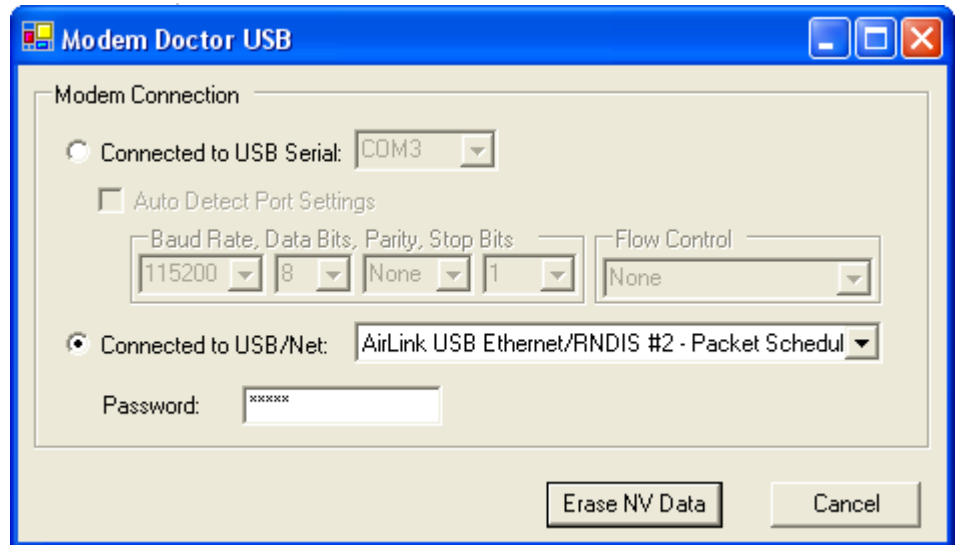 Modem Doctor USB
Modem Connection
Connected to USB Serial: COM3
Auto Detect Port Settings
Baud Rate, Data Bits, Parity, Stop Bits Flow Control
115200 8 None 1 None
Connected to USB/Net: AirLink USB Ethernet/RNDIS #2 - Packet Schedul
Password: *****
Erase NV Data Cancel